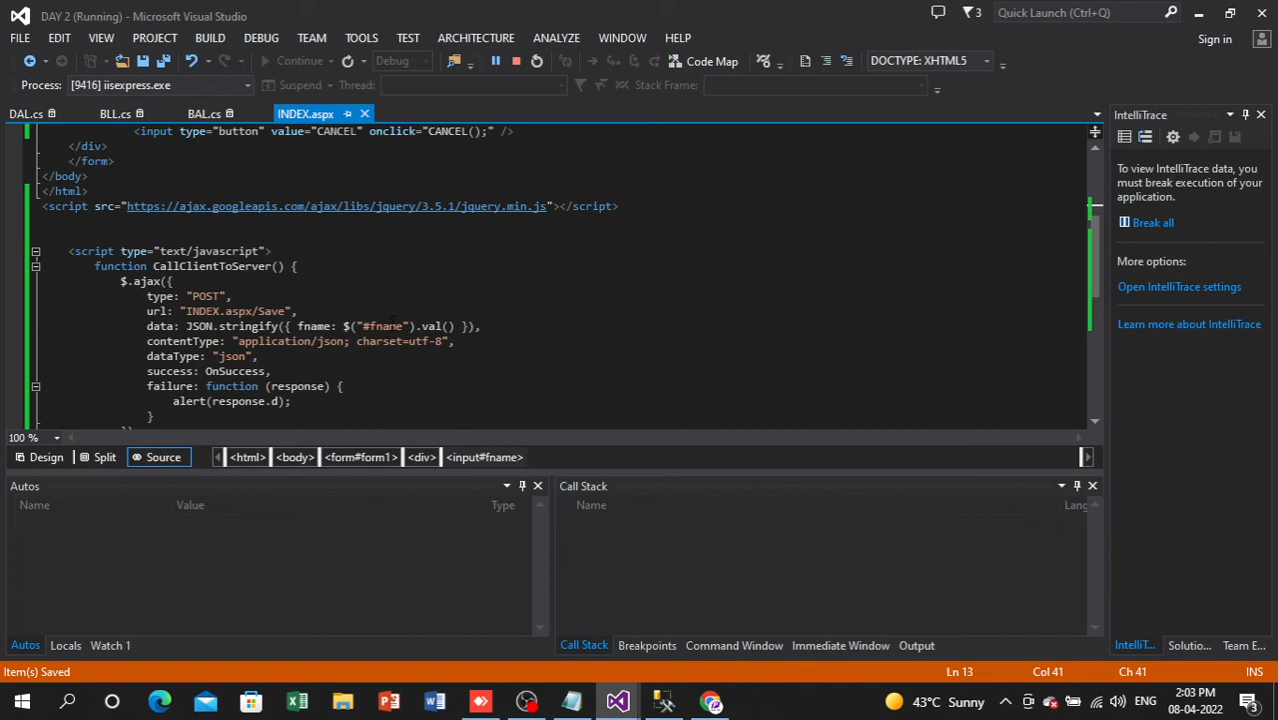 DAY 2 (Running) - Microsoft Visual Studio
3
Quick Launch (Ctrl+Q)
FILE EDIT VIEW PROJECT BUILD DEBUG TEAM TOOLS TEST ARCHITECTURE ANALYZE WINDOW HELP
Sign in
Continue Debug Code Map DOCTYPE: XHTML5
Process: [9416] iisexpress.exe Suspend Thread: Stack Frame:
DAL.cs BLL.cs BAL.cs INDEX.aspx
<input type="button" value="CANCEL" onclick="CANCEL();" />
</div>
</form>
</body>
</html>
<script src="https://ajax.googleapis.com/ajax/libs/jquery/3.5.1/jquery.min.js"></script>
<script type="text/javascript">
function CallClientToServer() {
$.ajax({
type: "POST",
url: "INDEX.aspx/Save",
data: JSON.stringify({ fname: $("#fname").val() }),
contentType: "application/json; charset=utf-8",
dataType: "json",
success: OnSuccess,
failure: function (response) {
alert(response.d);
}
100 %
Design Split Source <html> <body> <form#form1> <div> <input#fname>
IntelliTrace
To view IntelliTrace data, you
must break execution of your
application.
Break all
More options:
Open IntelliTrace settings
Learn more about IntelliTrace
Autos
Name Value Type
Call Stack
Name Lang
Autos Locals Watch 1
Call Stack Breakpoints Command Window Immediate Window Output
IntelliT... Solutio... Team E...
Item(s) Saved Ln 13 Col 41 Ch 41 INS
43°C Sunny ENG 2:03 PM
08-04-2022 3